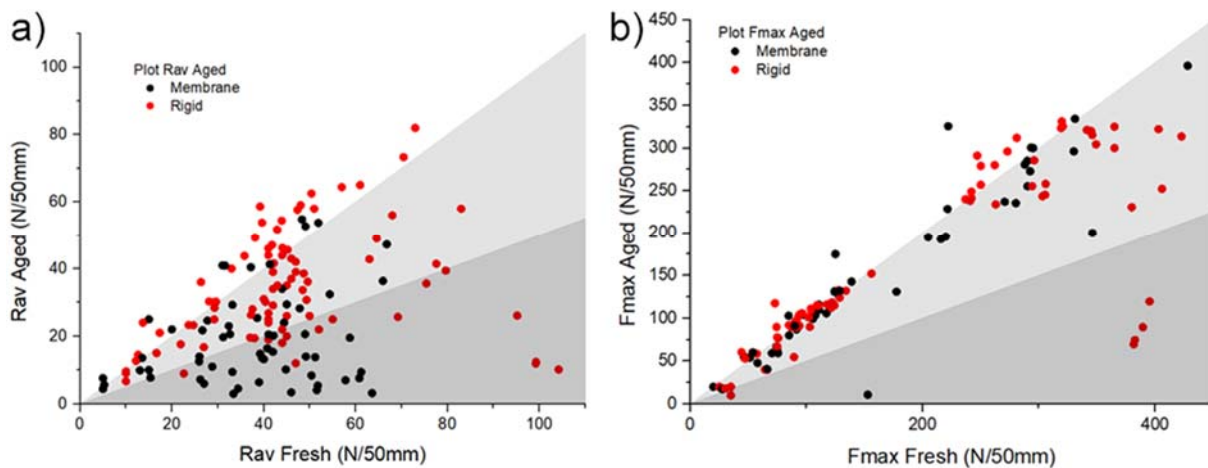 a)
Plot Rav Aged
Membrane
Rigid
Rav Aged (N/50mm)
100
80
60
40
20
0
0 20 40 60 80 100
Rav Fresh (N/50mm)
b)
Plot Fmax Aged
Membrane
Rigid
Fmax Aged (N/50mm)
450
400
350
300
250
200
150
100
50
0
0 200 400
Fmax Fresh (N/50mm)